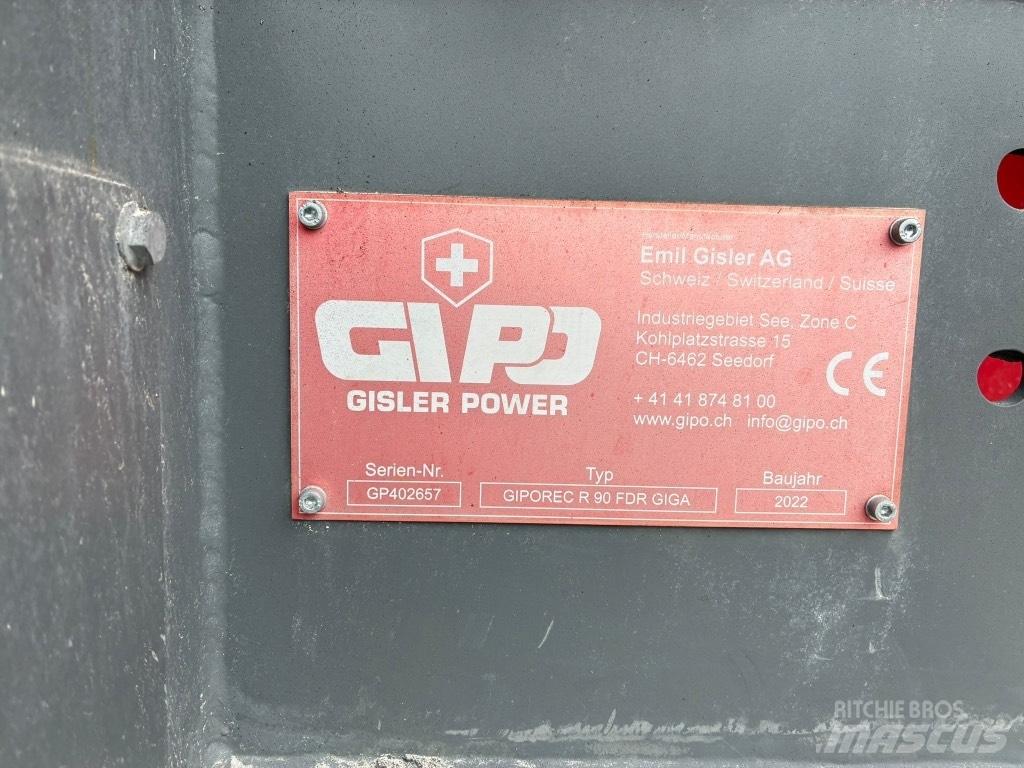 GIPO
GISLER POWER
Hersteller/Manufacturer
Emil Gisler AG
Schweiz / Switzerland / Suisse
Industriegebiet See, Zone C
Kohlplatzstrasse 15
CH-6462 Seedorf
+ 41 41 874 81 00
www.gipo.ch info@gipo.ch
CE
Serien-Nr. Typ Baujahr
GP402657 GIPOREC R 90 FDR GIGA 2022
RITCHIE BROS.
MASCUS